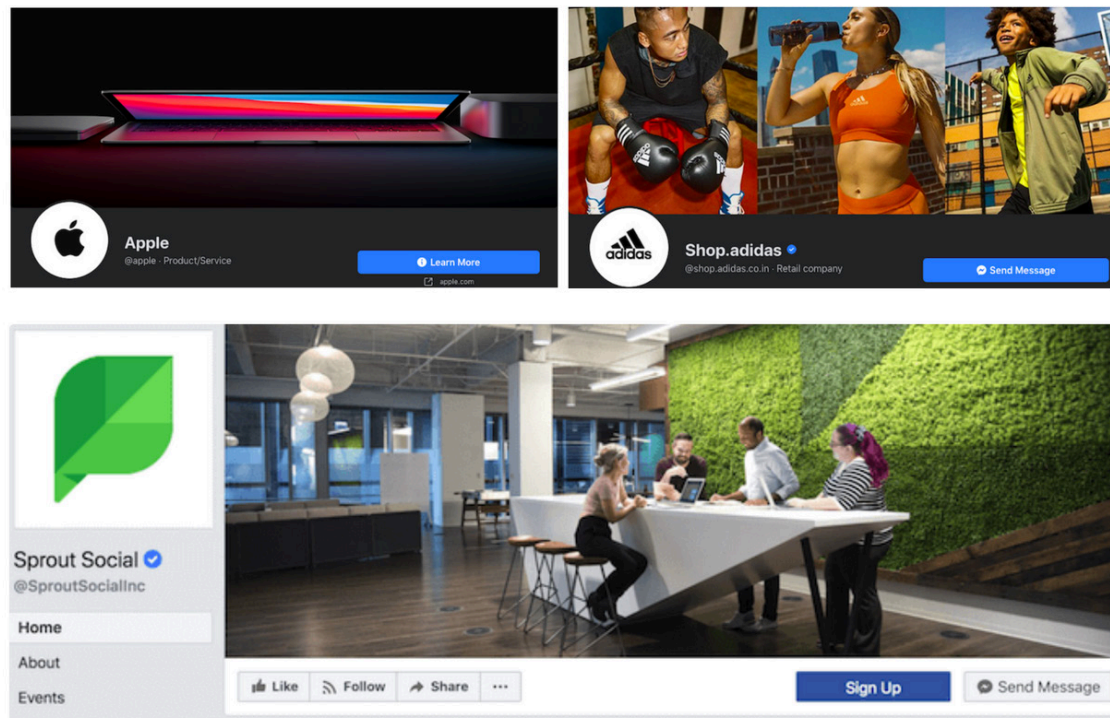 Apple
@apple · Product/Service
Learn More
apple.com
adidas
adidas
Shop.adidas
@shop.adidas.co.in · Retail company
Send Message
Sprout Social
@SproutSocialInc
Home
About
Events
Like
Follow
Share
...
Sign Up
Send Message